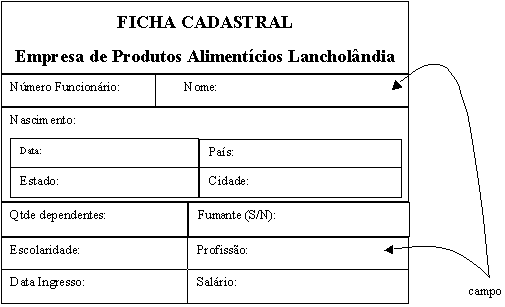 FICHA CADASTRAL
Empresa de Produtos Alimentícios Lancholândia
Número Funcionário: Nome:
Nascimento:
Data: País:
Estado: Cidade:
Qtde dependentes: Fumante (S/N):
Escolaridade: Profissão:
Data Ingresso: Salário:
campo